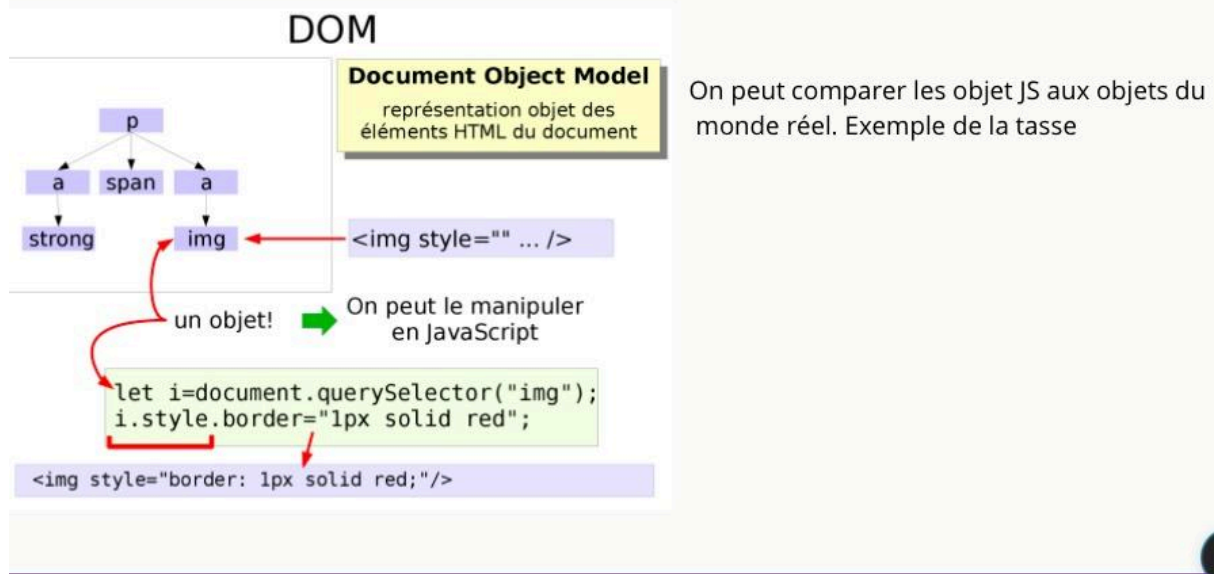 DOM
Document Object Model
représentation objet des
éléments HTML du document
On peut comparer les objet JS aux objets du
monde réel. Exemple de la tasse
p
a span a
strong img
<img style="" ... />
un objet!
On peut le manipuler
en JavaScript
let i=document.querySelector("img");
i.style.border="1px solid red";
<img style="border: 1px solid red;"/>